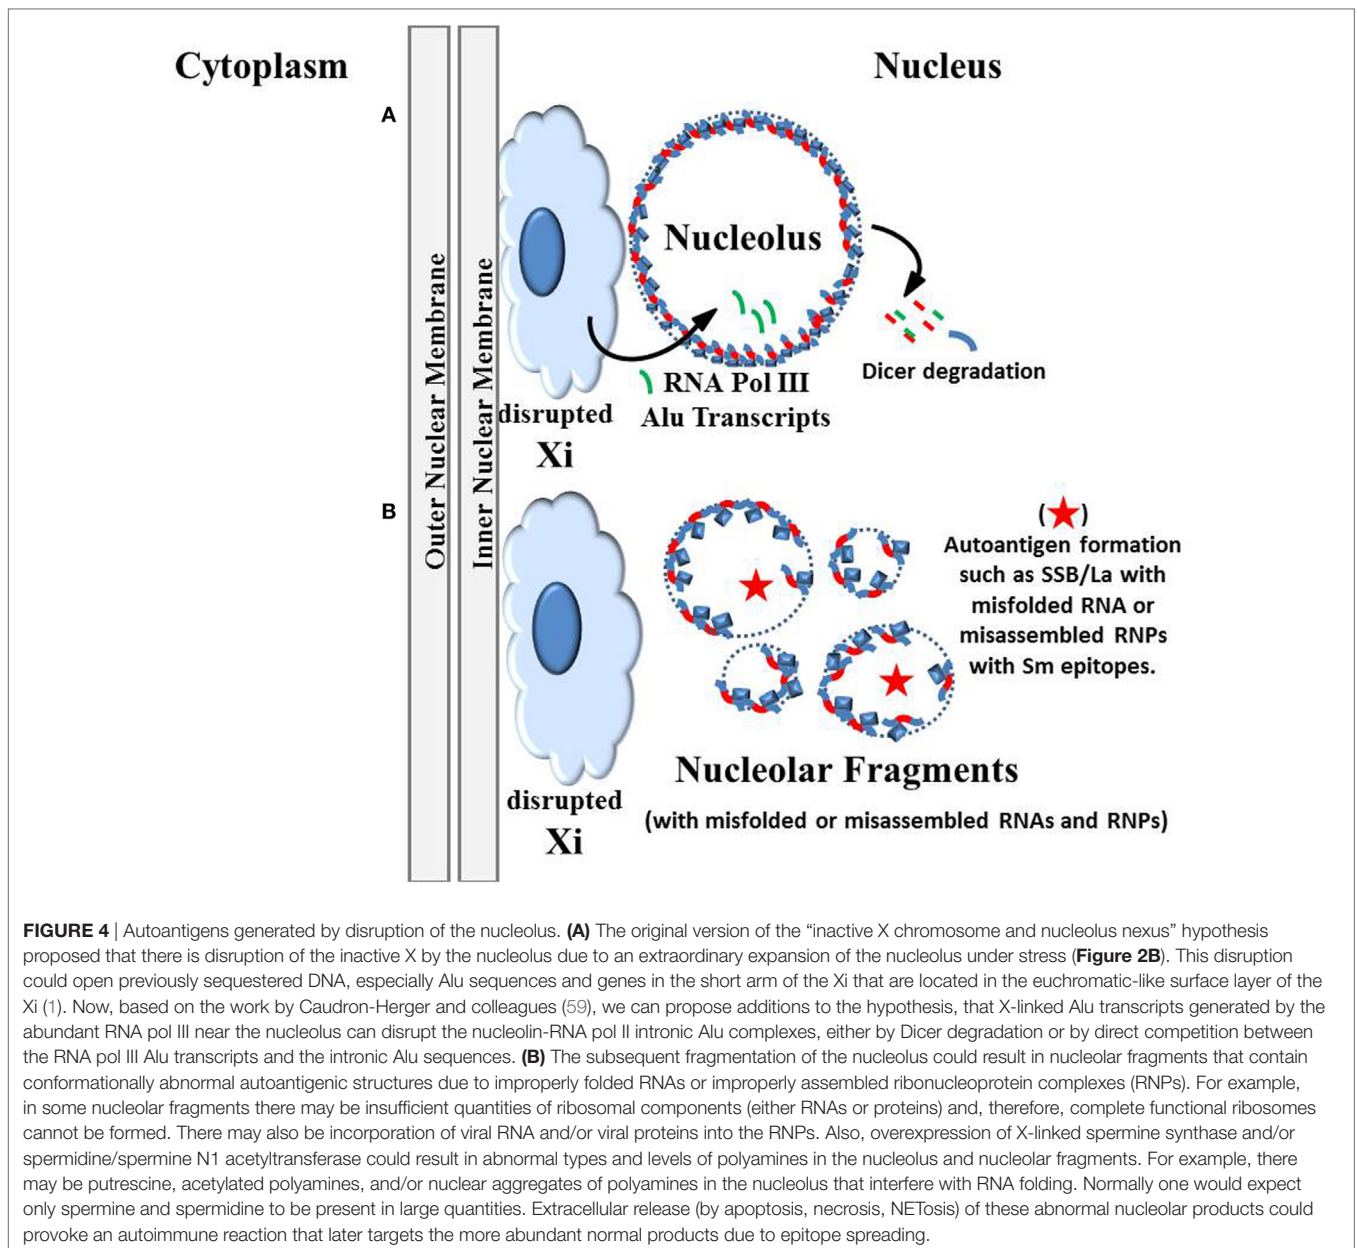 Cytoplasm
Nucleus
A
Nucleolus
RNA Pol III
Alu Transcripts
Dicer degradation
disrupted
Xi
Outer Nuclear Membrane
Inner Nuclear Membrane
B
(★)
Autoantigen formation
such as SSB/La with
misfolded RNA or
misassembled RNPs
with Sm epitopes.
disrupted
Xi
Nucleolar Fragments
(with misfolded or misassembled RNAs and RNPs)
FIGURE 4 | Autoantigens generated by disruption of the nucleolus. (A) The original version of the “inactive X chromosome and nucleolus nexus” hypothesis
proposed that there is disruption of the inactive X by the nucleolus due to an extraordinary expansion of the nucleolus under stress (Figure 2B). This disruption
could open previously sequestered DNA, especially Alu sequences and genes in the short arm of the Xi that are located in the euchromatic-like surface layer of the
Xi (1). Now, based on the work by Caudron-Herger and colleagues (59), we can propose additions to the hypothesis, that X-linked Alu transcripts generated by the
abundant RNA pol III near the nucleolus can disrupt the nucleolin-RNA pol II intronic Alu complexes, either by Dicer degradation or by direct competition between
the RNA pol III Alu transcripts and the intronic Alu sequences. (B) The subsequent fragmentation of the nucleolus could result in nucleolar fragments that contain
conformationally abnormal autoantigenic structures due to improperly folded RNAs or improperly assembled ribonucleoprotein complexes (RNPs). For example,
in some nucleolar fragments there may be insufficient quantities of ribosomal components (either RNAs or proteins) and, therefore, complete functional ribosomes
cannot be formed. There may also be incorporation of viral RNA and/or viral proteins into the RNPs. Also, overexpression of X-linked spermine synthase and/or
spermidine/spermine N1 acetyltransferase could result in abnormal types and levels of polyamines in the nucleolus and nucleolar fragments. For example, there
may be putrescine, acetylated polyamines, and/or nuclear aggregates of polyamines in the nucleolus that interfere with RNA folding. Normally one would expect
only spermine and spermidine to be present in large quantities. Extracellular release (by apoptosis, necrosis, NETosis) of these abnormal nucleolar products could
provoke an autoimmune reaction that later targets the more abundant normal products due to epitope spreading.